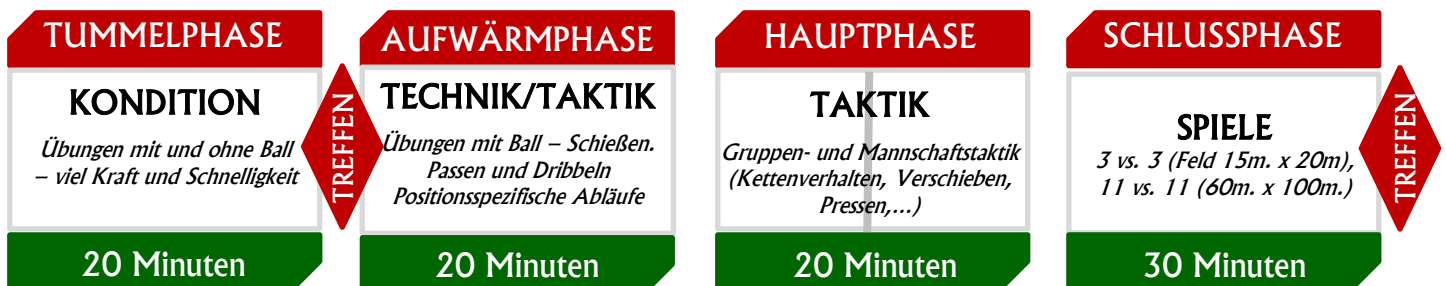 TUMMELPHASE
KONDITION
Übungen mit und ohne Ball
– viel Kraft und Schnelligkeit
20 Minuten
TREFFEN
AUFWÄRMPHASE
TECHNIK/TAKTIK
Übungen mit Ball – Schießen.
Passen und Dribbeln
Positionsspezifische Abläufe
20 Minuten
HAUPTPHASE
TAKTIK
Gruppen- und Mannschaftstaktik
(Kettenverhalten, Verschieben,
Pressen,...)
20 Minuten
SCHLUSSPHASE
SPIELE
3 vs. 3 (Feld 15m. x 20m),
11 vs. 11 (60m. x 100m.)
30 Minuten
TREFFEN